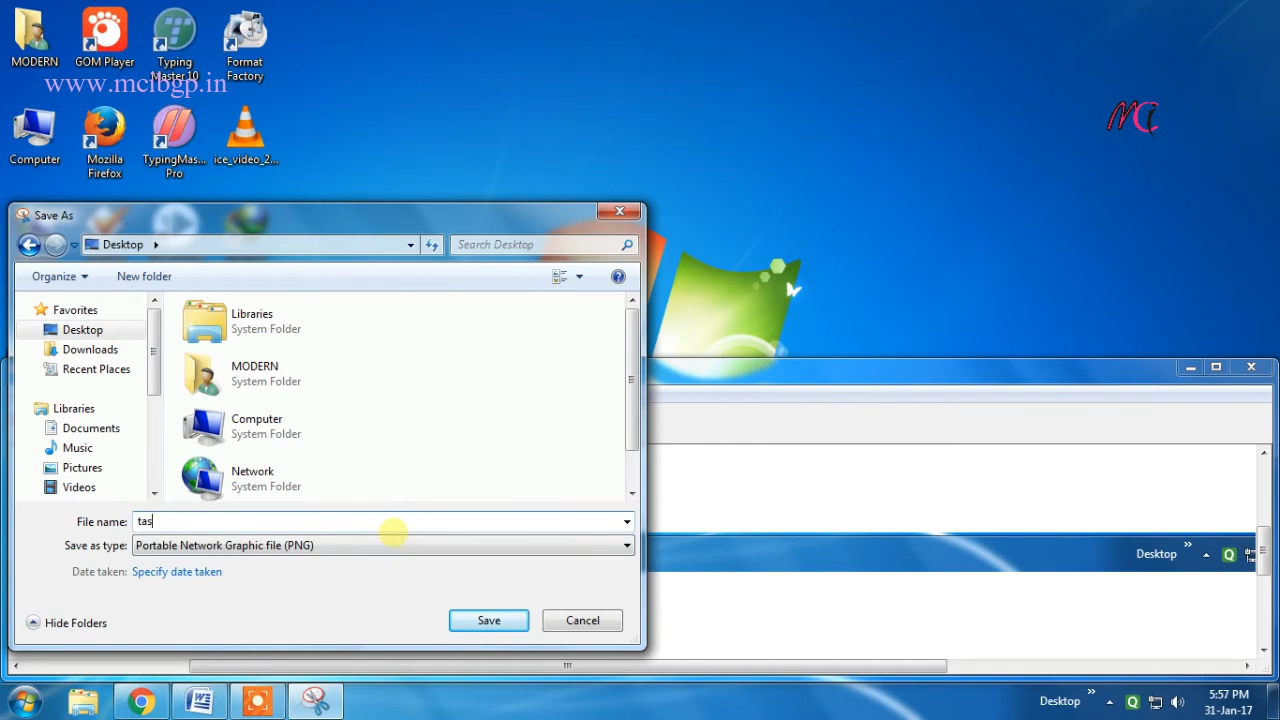 MODERN
GOM Player
Typing
Master 10
Format
Factory
www.mcibgp.in
MCi
Computer
Mozilla
Firefox
TypingMas...
Pro
ice_video_2...
Save As
Desktop
Search Desktop
Organize
New folder
Favorites
Desktop
Downloads
Recent Places
Libraries
Documents
Music
Pictures
Videos
Libraries
System Folder
MODERN
System Folder
Computer
System Folder
Network
System Folder
File name: tas
Save as type: Portable Network Graphic file (PNG)
Date taken: Specify date taken
Hide Folders
Save
Cancel
Desktop »
Q
Desktop »
Q
5:57 PM
31-Jan-17